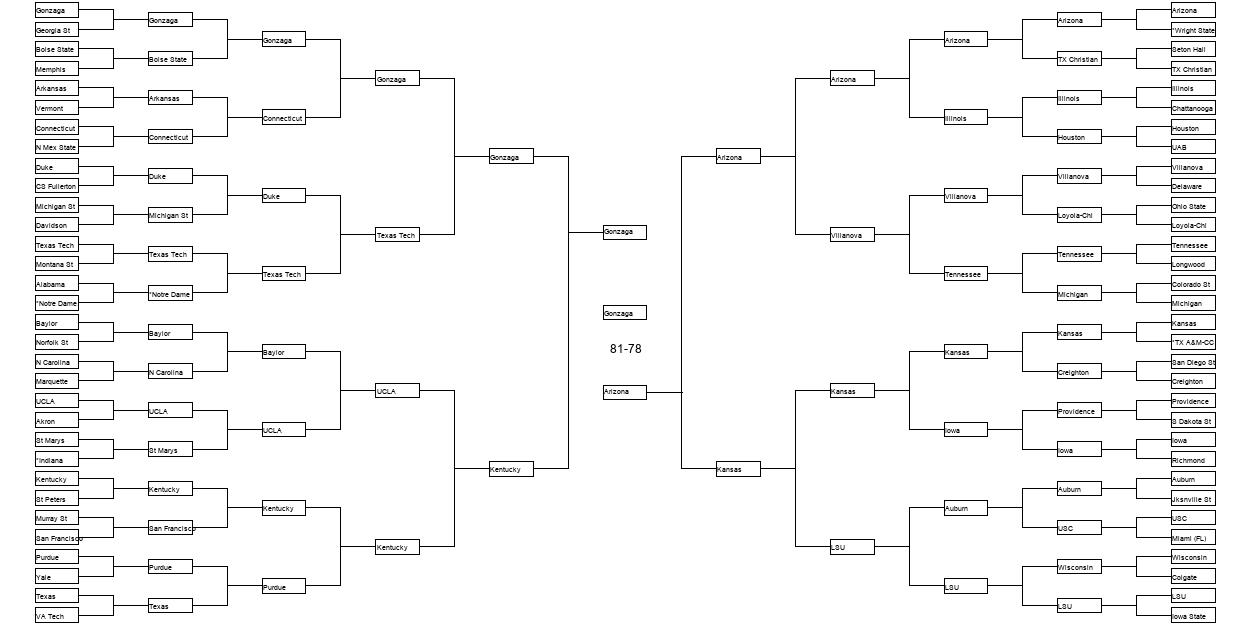 Gonzaga
Georgia St
Boise State
Memphis
Arkansas
Vermont
Connecticut
N Mex State
Duke
CS Fullerton
Michigan St
Davidson
Texas Tech
Montana St
Alabama
*Notre Dame
Baylor
Norfolk St
N Carolina
Marquette
UCLA
Akron
St Marys
*Indiana
Kentucky
St Peters
Murray St
San Francisco
Purdue
Yale
Texas
VA Tech
Gonzaga
Boise State
Arkansas
Connecticut
Duke
Michigan St
Texas Tech
*Notre Dame
Baylor
N Carolina
UCLA
St Marys
Kentucky
San Francisco
Purdue
Texas
Gonzaga
Connecticut
Duke
Texas Tech
Baylor
UCLA
Kentucky
Purdue
Gonzaga
Texas Tech
UCLA
Kentucky
Gonzaga
Kentucky
Gonzaga
Gonzaga
81-78
Arizona
Arizona
Kansas
Arizona
Villanova
Kansas
LSU
Arizona
Illinois
Villanova
Tennessee
Kansas
Iowa
Auburn
LSU
Arizona
TX Christian
Illinois
Houston
Villanova
Loyola-Chi
Tennessee
Michigan
Kansas
Creighton
Providence
Iowa
Auburn
USC
Wisconsin
LSU
Arizona
*Wright State
Seton Hall
TX Christian
Illinois
Chattanooga
Houston
UAB
Villanova
Delaware
Ohio State
Loyola-Chi
Tennessee
Longwood
Colorado St
Michigan
Kansas
*TX A&M-CC
San Diego St
Creighton
Providence
S Dakota St
Iowa
Richmond
Auburn
Jksnville St
USC
Miami (FL)
Wisconsin
Colgate
LSU
Iowa State